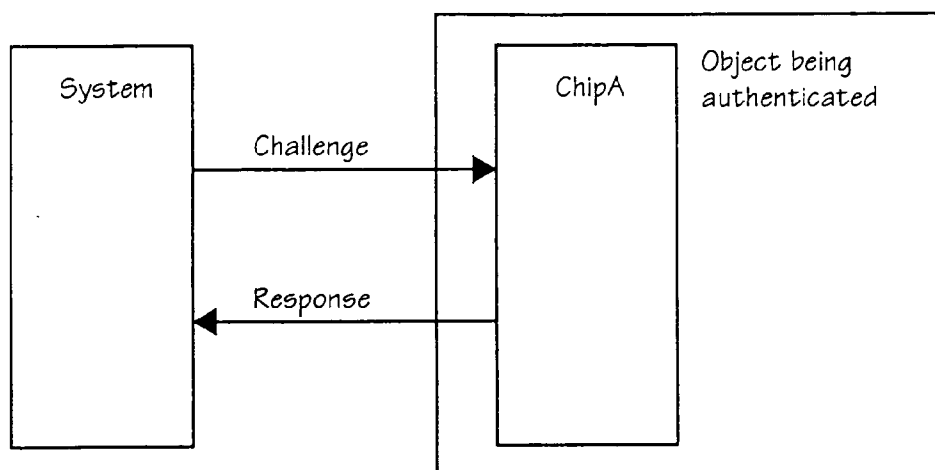 System
ChipA
Object being
authenticated
Challenge
Response